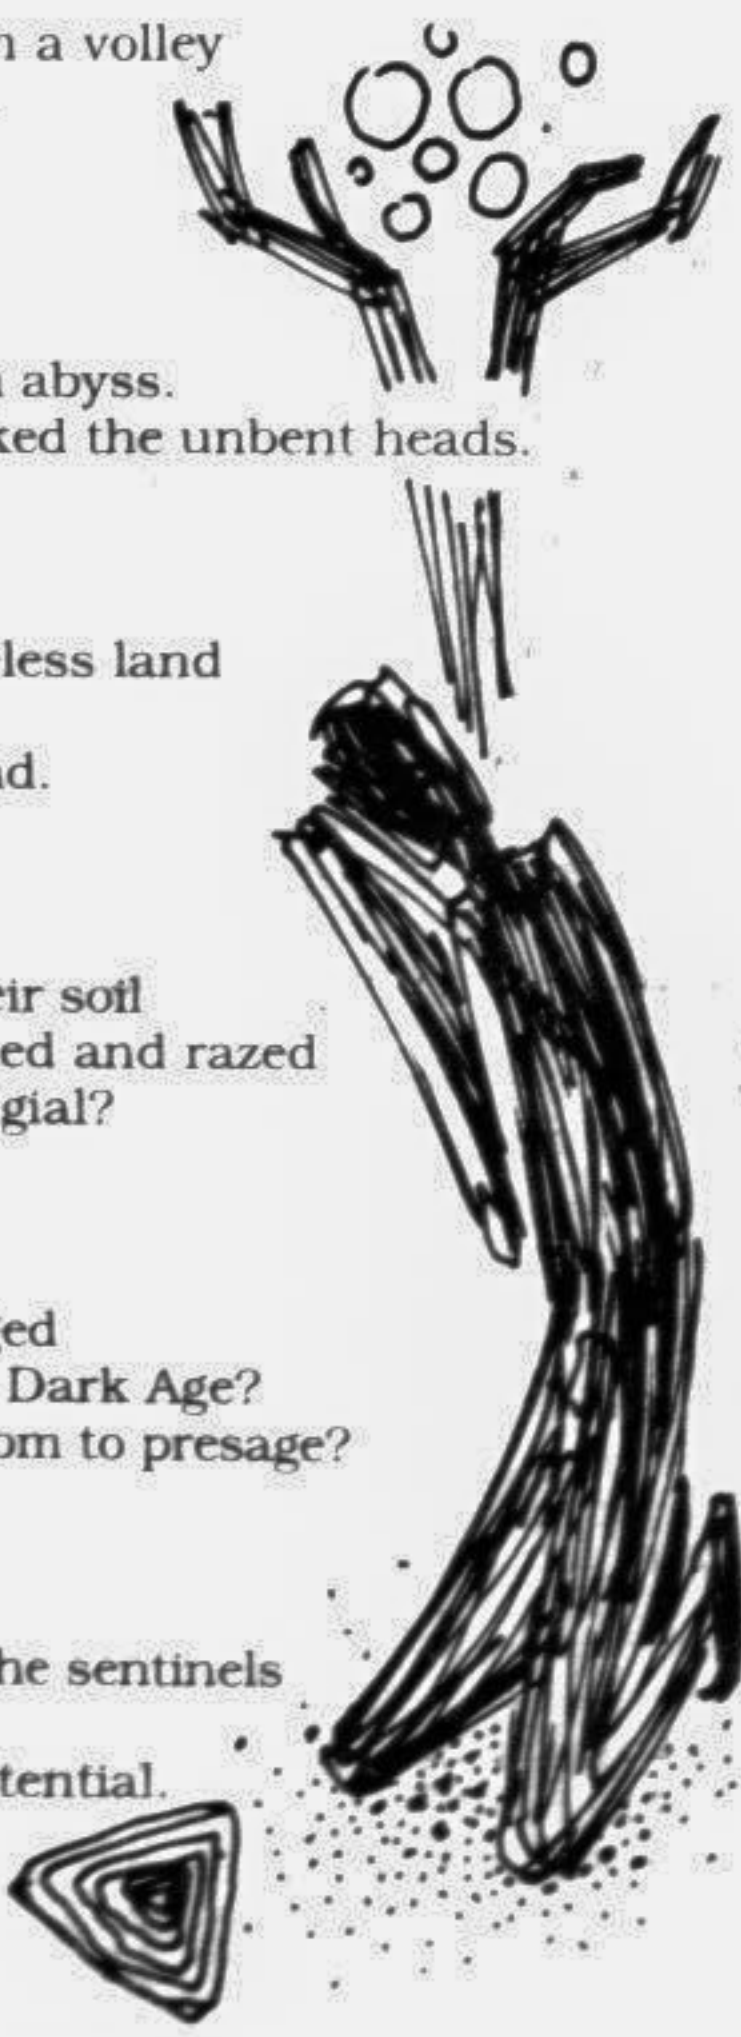 a volley
abyss.
ked the unbent heads.
less land
d.
eir soil
ed and razed
gial?
ged
Dark Age?
om to presage?
he sentinels
tential.